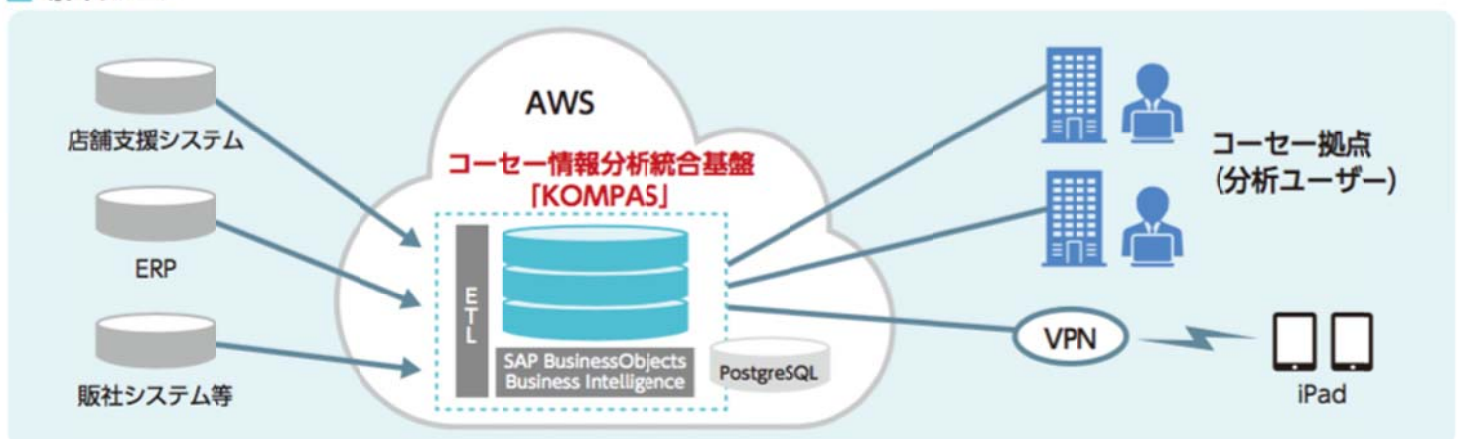 店舗支援システム
ERP
販社システム等
AWS
コーセー情報分析統合基盤
「KOMPAS」
ETL
SAP BusinessObjects
Business Intelligence
PostgreSQL
コーセー拠点
(分析ユーザー)
VPN
iPad